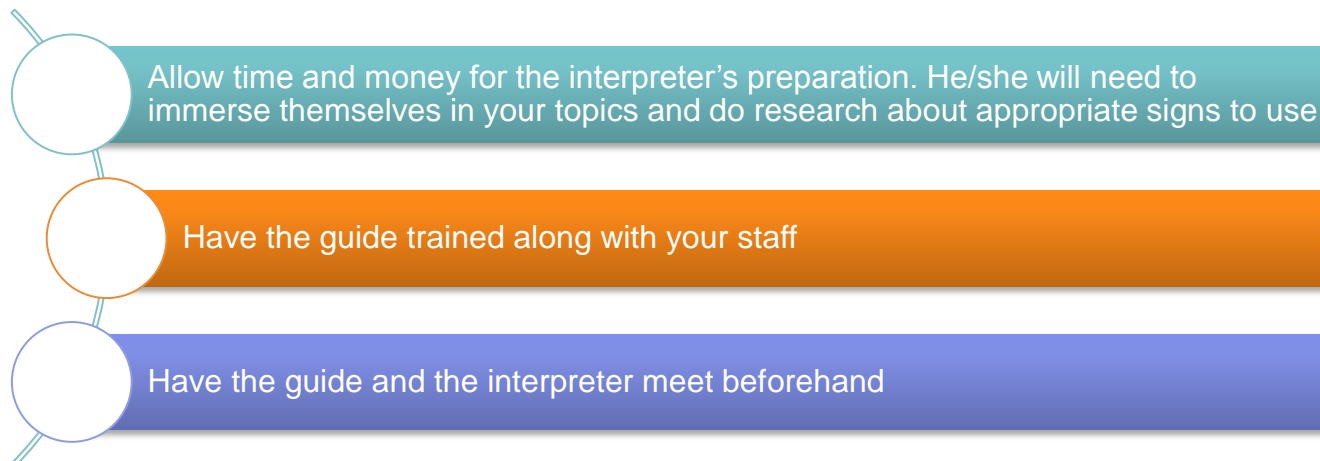 Allow time and money for the interpreter’s preparation. He/she will need to
immerse themselves in your topics and do research about appropriate signs to use
Have the guide trained along with your staff
Have the guide and the interpreter meet beforehand